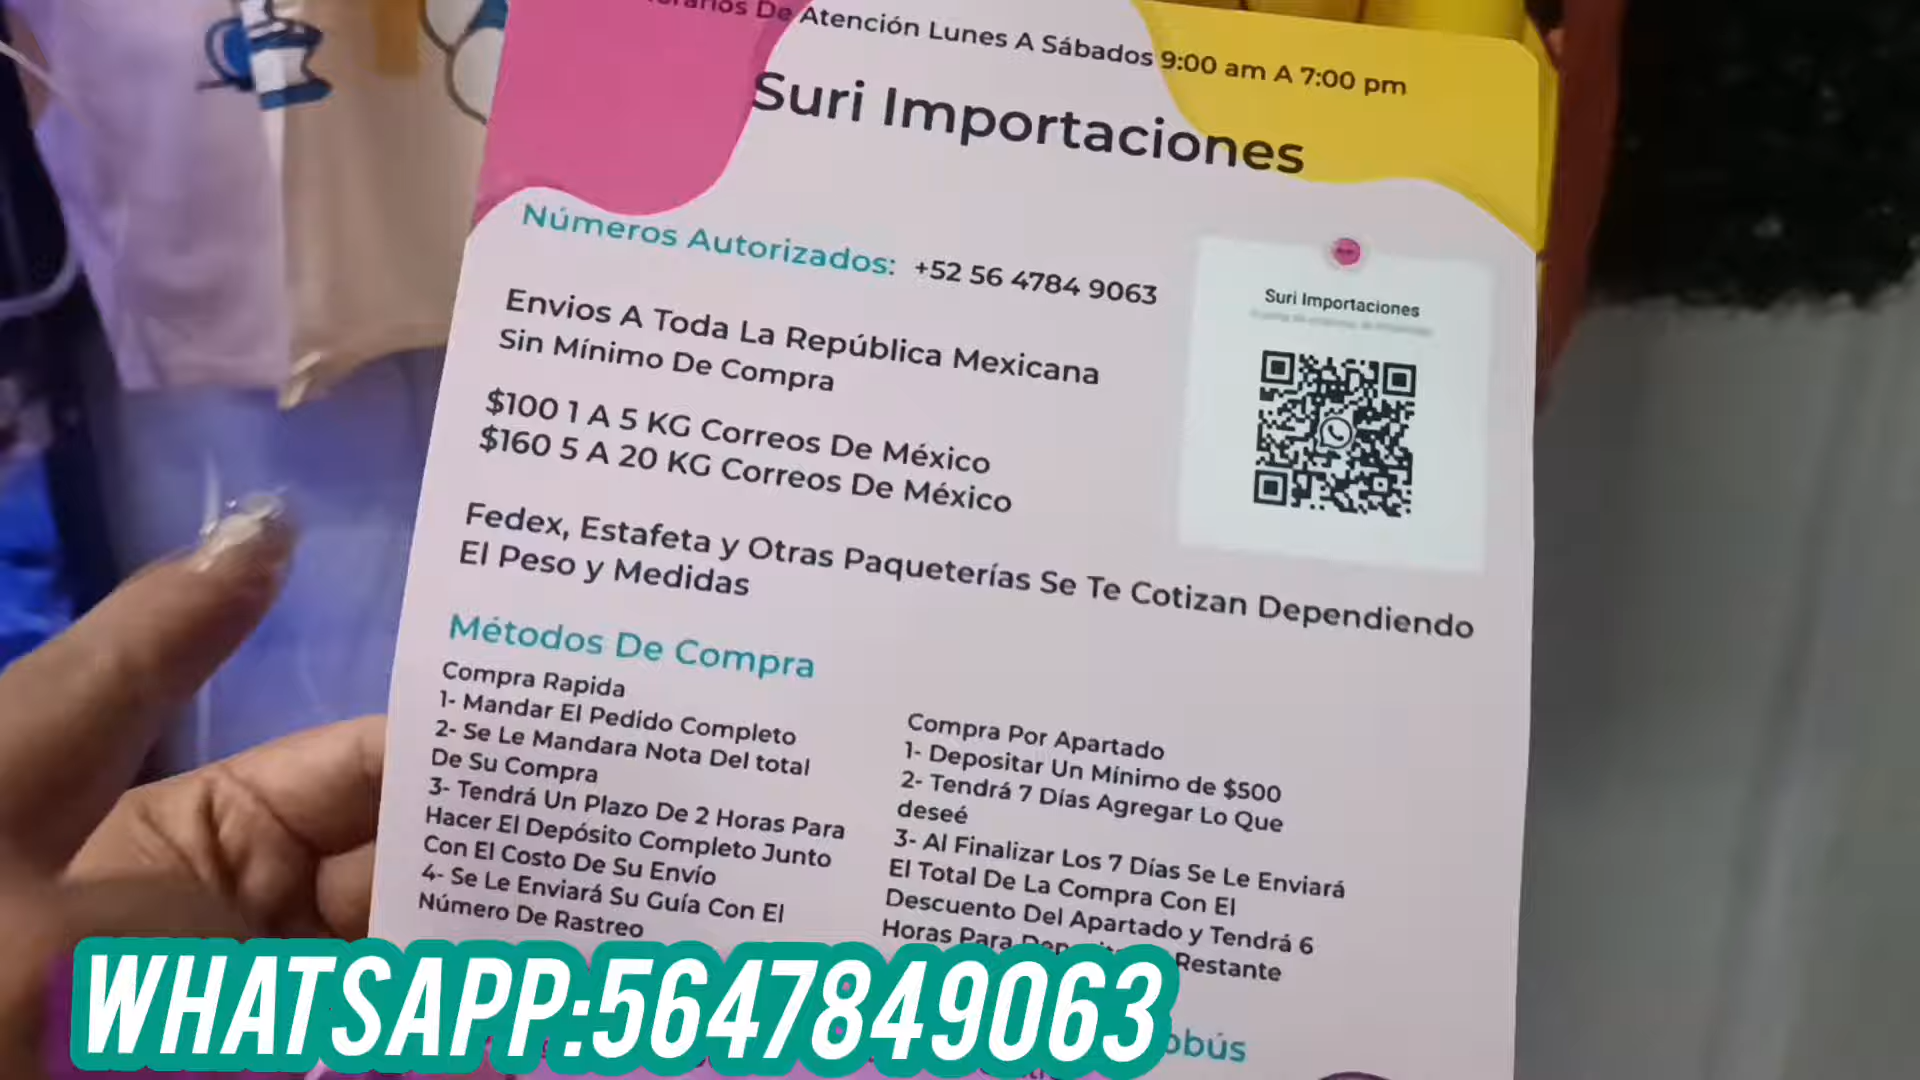 De Atención Lunes A Sábados 9:00 am A 7:00 pm
Suri Importaciones
Números Autorizados: +52 56 4784 9063
Envios A Toda La República Mexicana
Sin Mínimo De Compra
$100 1 A 5 KG Correos De México
$160 5 A 20 KG Correos De México
Suri Importaciones
Fedex, Estafeta y Otras Paqueterías Se Te Cotizan Dependiendo
El Peso y Medidas
Métodos De Compra
Compra Rapida
1- Mandar El Pedido Completo
2- Se Le Mandara Nota Del total
De Su Compra
3- Tendrá Un Plazo De 2 Horas Para
Hacer El Depósito Completo Junto
Con El Costo De Su Envío
4- Se Le Enviará Su Guía Con El
Número De Rastreo
Compra Por Apartado
1- Depositar Un Mínimo de $500
2- Tendrá 7 Días Agregar Lo Que
deseé
3- Al Finalizar Los 7 Días Se Le Enviará
El Total De La Compra Con El
Descuento Del Apartado y Tendrá 6
Horas Para Restante
WHATSAPP:5647849063